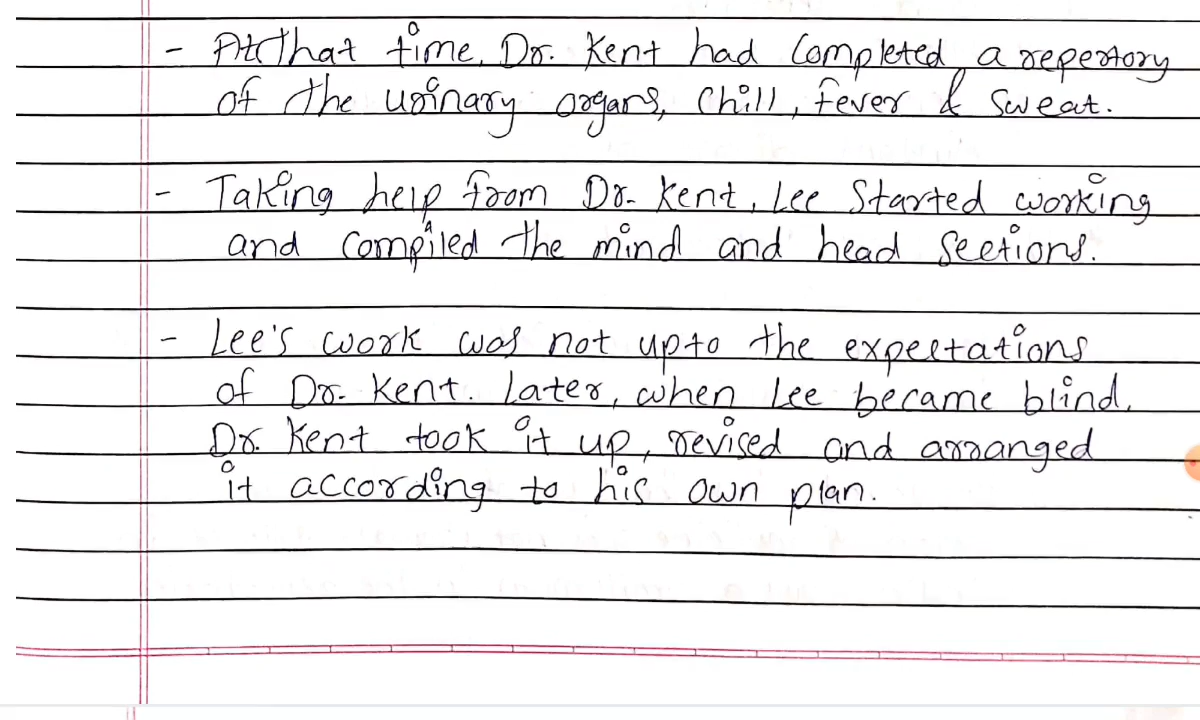 - At that time, Dr. Kent had Completed a repertory
of the urinary organs, Chill, fever & Sweat.
- Taking help from Dr. Kent, Lee Started working
and compiled the mind and head Sections.
- Lee's work was not upto the expectations
of Dr. Kent. Later, when Lee became blind,
Dr. Kent took it up, revised and arranged
it according to his own plan.